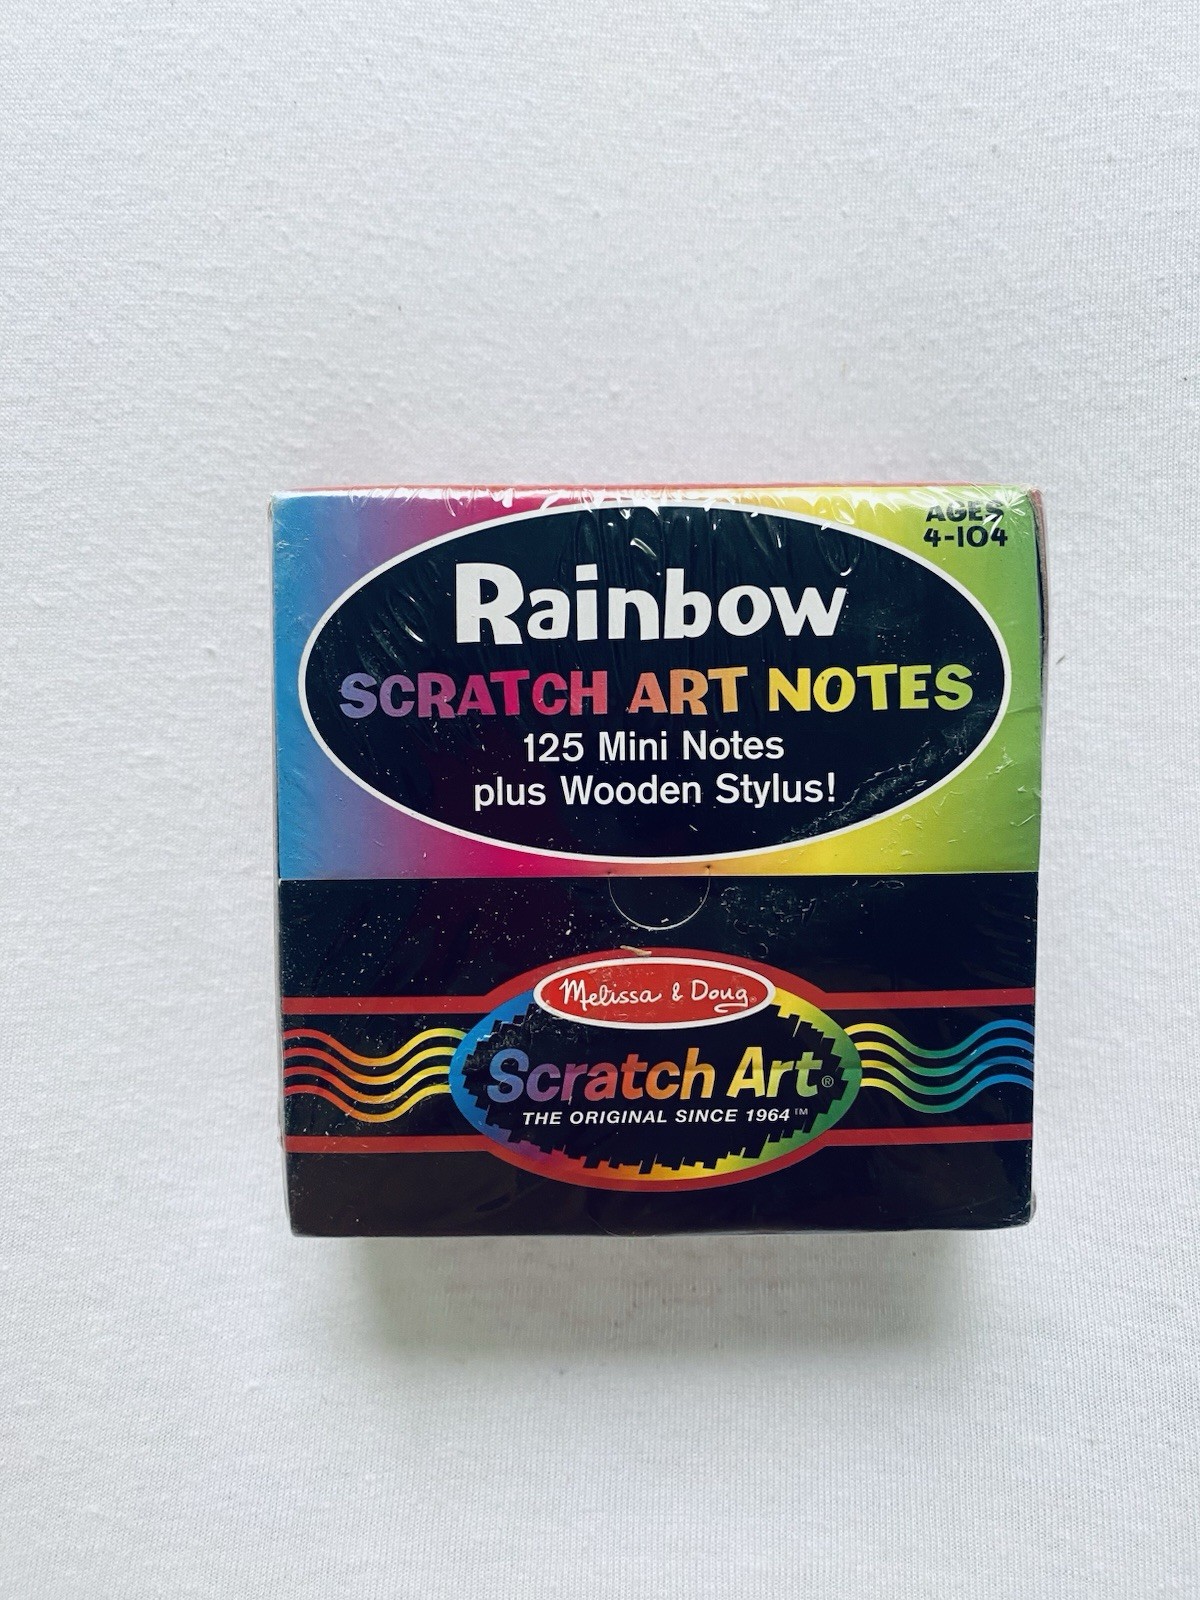 AGES
4-104
Rainbow
SCRATCH ART NOTES
125 Mini Notes
plus Wooden Stylus!
Melissa & Doug®
Scratch Art®
THE ORIGINAL SINCE 1964™